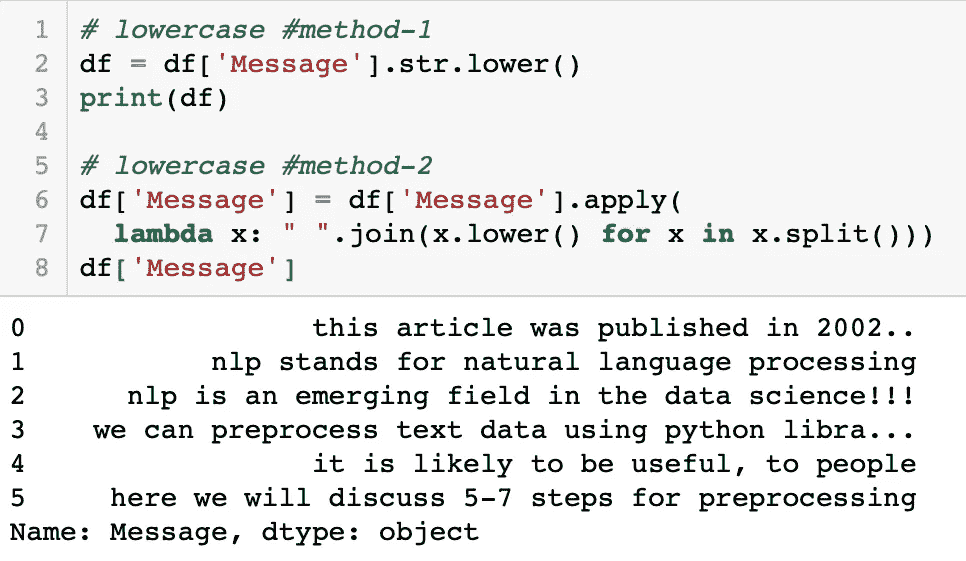 1 # lowercase #method-1
2 df = df['Message'].str.lower()
3 print(df)
4
5 # lowercase #method-2
6 df['Message'] = df['Message'].apply(
7   lambda x: " ".join(x.lower() for x in x.split()))
8 df['Message']
0                  this article was published in 2002..
1            nlp stands for natural language processing
2       nlp is an emerging field in the data science!!!
3     we can preprocess text data using python libra...
4                  it is likely to be useful, to people
5      here we will discuss 5-7 steps for preprocessing
Name: Message, dtype: object